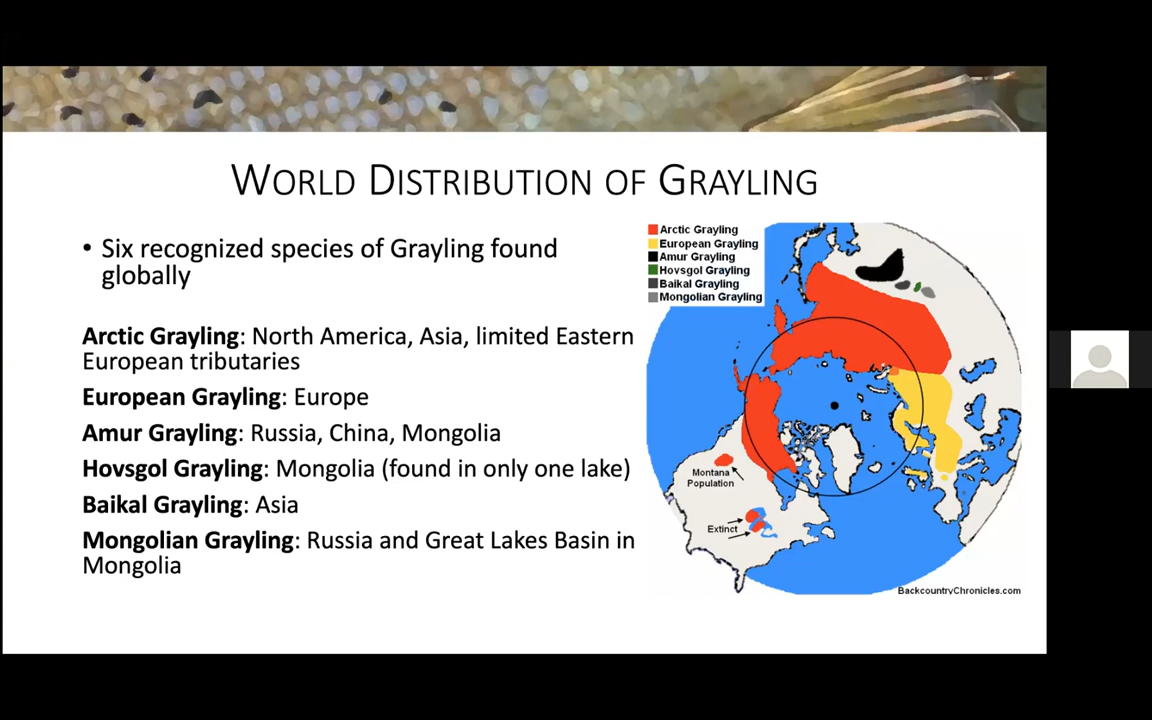 WORLD DISTRIBUTION OF GRAYLING
• Six recognized species of Grayling found
globally
Arctic Grayling: North America, Asia, limited Eastern
European tributaries
European Grayling: Europe
Amur Grayling: Russia, China, Mongolia
Hovsgol Grayling: Mongolia (found in only one lake)
Baikal Grayling: Asia
Mongolian Grayling: Russia and Great Lakes Basin in
Mongolia
Arctic Grayling
European Grayling
Amur Grayling
Hovsgol Grayling
Baikal Grayling
Mongolian Grayling
Montana
Population
Extinct
BackcountryChronicles.com